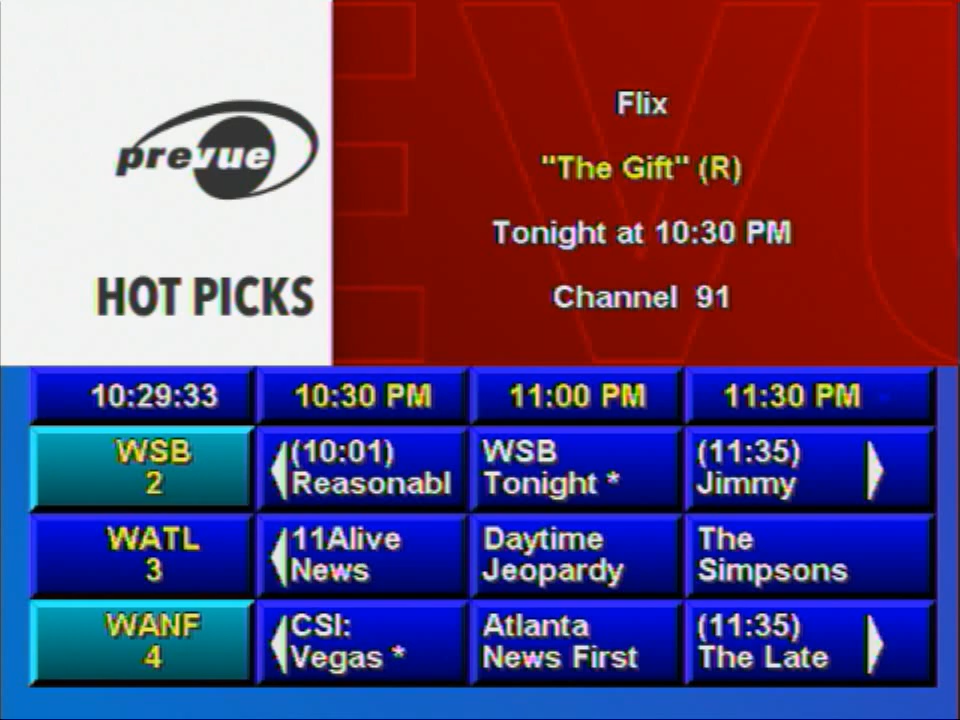 prevue
HOT PICKS
Flix
"The Gift" (R)
Tonight at 10:30 PM
Channel 91
10:29:33 10:30 PM 11:00 PM 11:30 PM
WSB
2
(10:01)
Reasonabl
WSB
Tonight *
(11:35)
Jimmy
WATL
3
11Alive
News
Daytime
Jeopardy
The
Simpsons
WANF
4
CSI:
Vegas *
Atlanta
News First
(11:35)
The Late